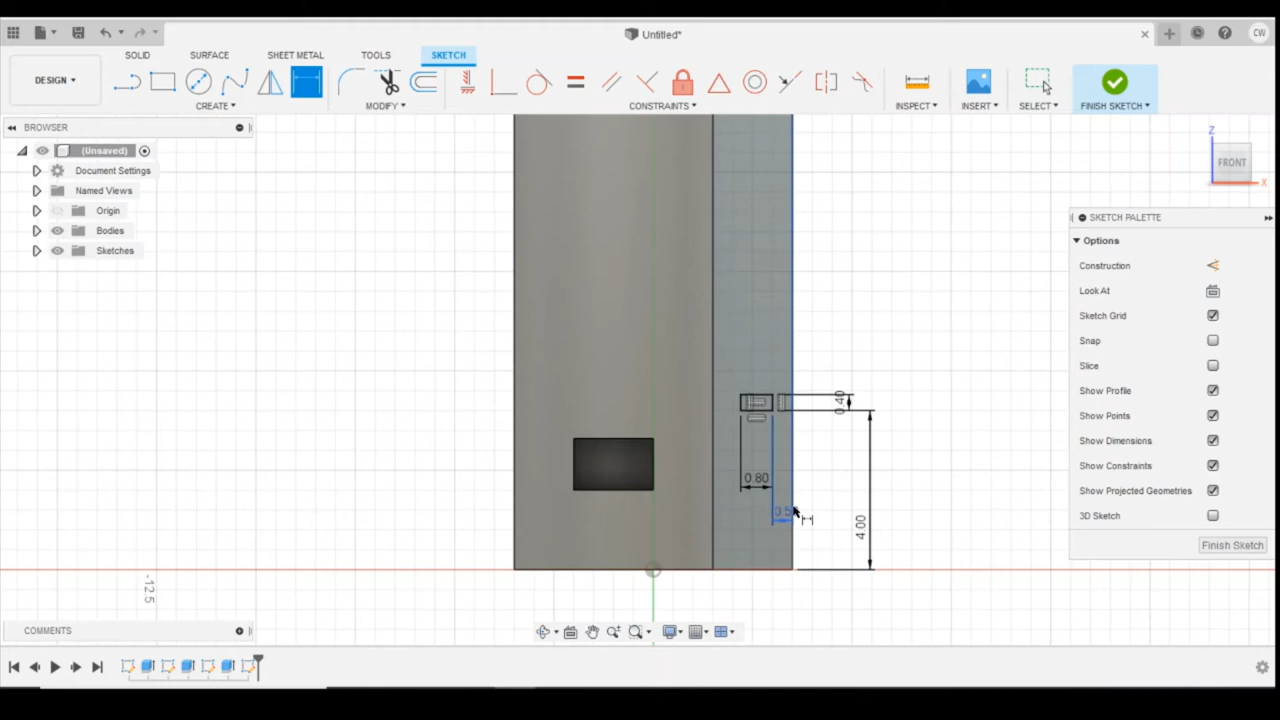 Untitled*
CW
SOLID
SURFACE
SHEET METAL
TOOLS
SKETCH
DESIGN
CREATE
MODIFY
CONSTRAINTS
INSPECT
INSERT
SELECT
FINISH SKETCH
BROWSER
(Unsaved)
Document Settings
Named Views
Origin
Bodies
Sketches
Z
FRONT
X
SKETCH PALETTE
Options
Construction
Look At
Sketch Grid
Snap
Slice
Show Profile
Show Points
Show Dimensions
Show Constraints
Show Projected Geometries
3D Sketch
Finish Sketch
0.40
0.80
4.00
-12.5
COMMENTS